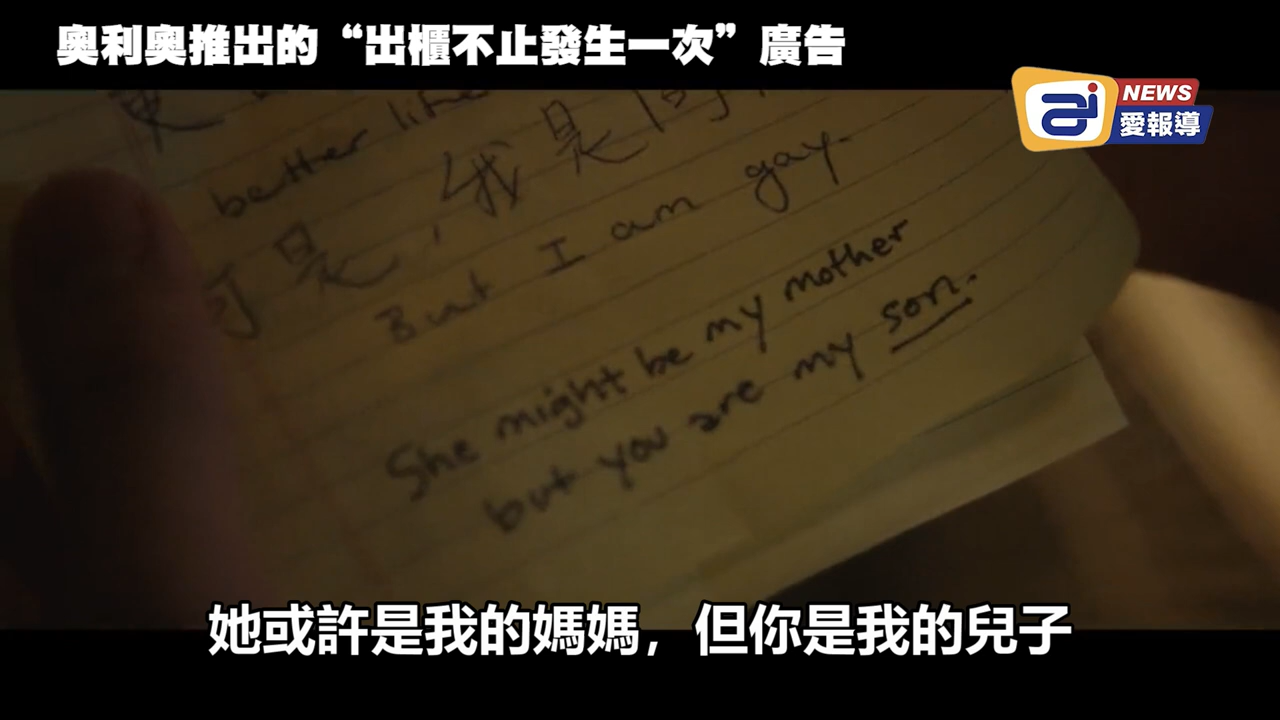 奧利奧推出的“出櫃不止發生一次”廣告
NEWS
愛報導
better
可是,我是
But I am gay.
She might be my mother
but you are my son.
她或許是我的媽媽,但你是我的兒子